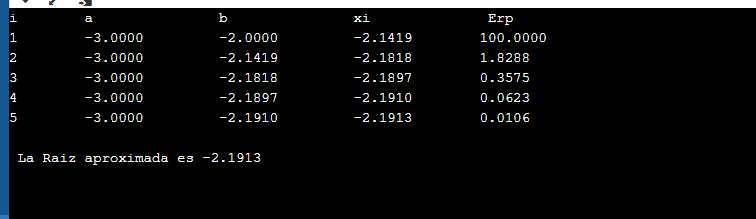 i a b xi Erp
1 -3.0000 -2.0000 -2.1419 100.0000
2 -3.0000 -2.1419 -2.1818 1.8288
3 -3.0000 -2.1818 -2.1897 0.3575
4 -3.0000 -2.1897 -2.1910 0.0623
5 -3.0000 -2.1910 -2.1913 0.0106
La Raiz aproximada es -2.1913